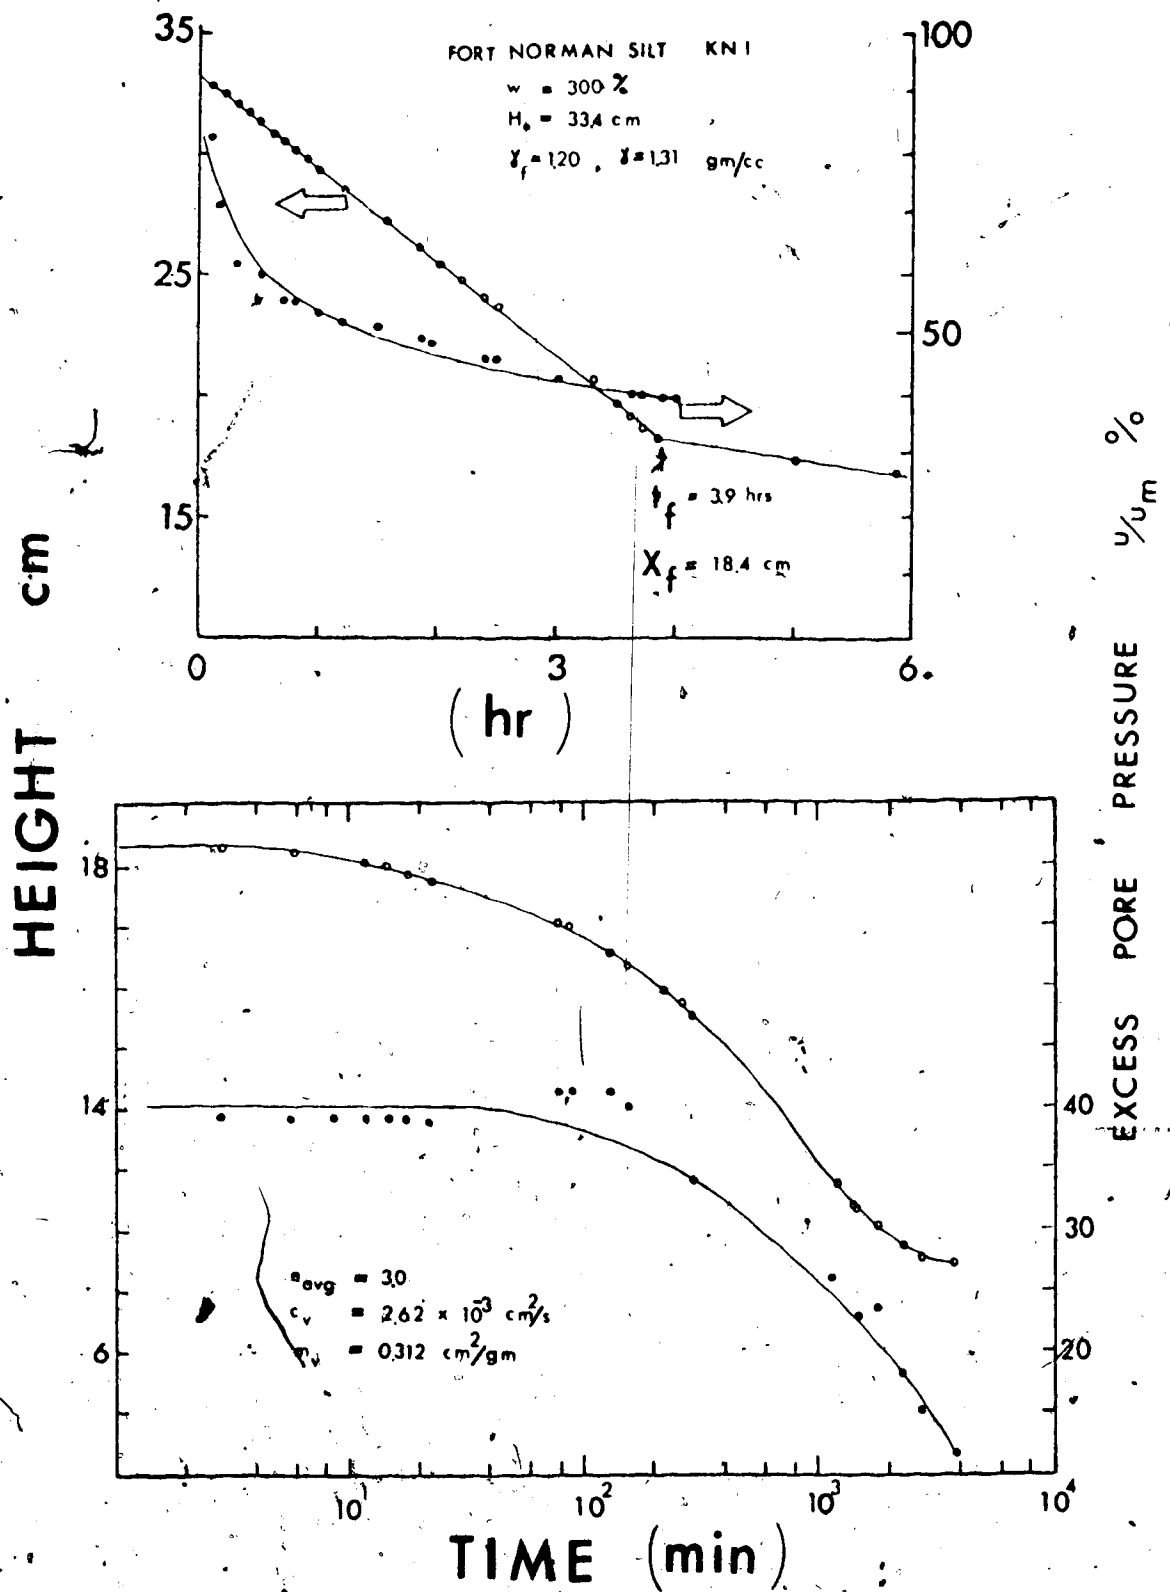 35
100
FORT NORMAN SILT KN1
w = 300 %
H₀ = 33.4 cm
γf = 1.20 , γ = 1.31 gm/cc
25
50
15
tf = 3.9 hrs
Xf = 18.4 cm
0 3 6
(hr)
HEIGHT cm
EXCESS PORE PRESSURE u/um %
18
14
40
30
20
6
avg = 3.0
cv = 2.62 × 10⁻³ cm²/s
mv = 0.312 cm²/gm
10¹ 10² 10³ 10⁴
TIME (min)